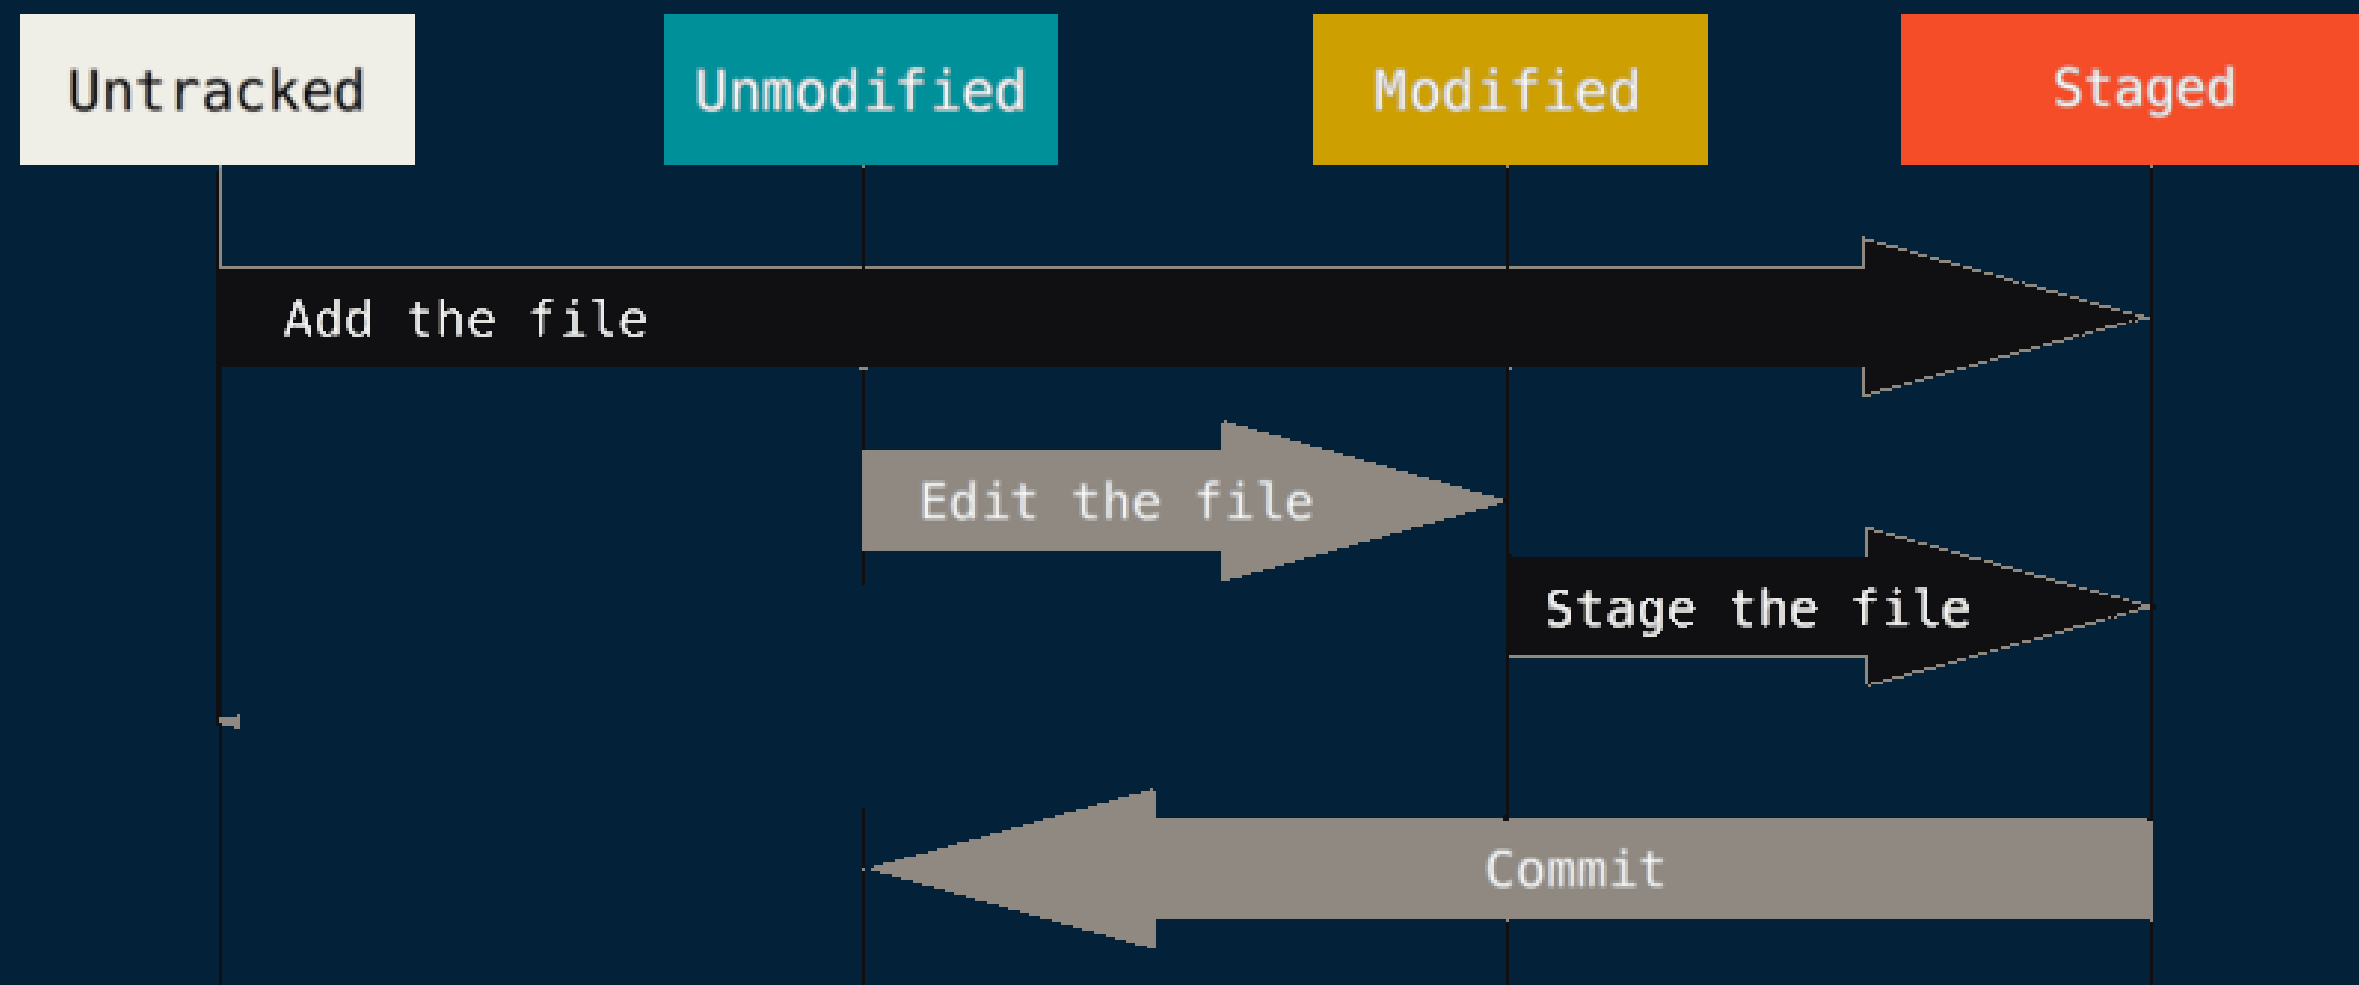 Untracked
Unmodified
Modified
Staged
Add the file
Edit the file
Stage the file
Commit